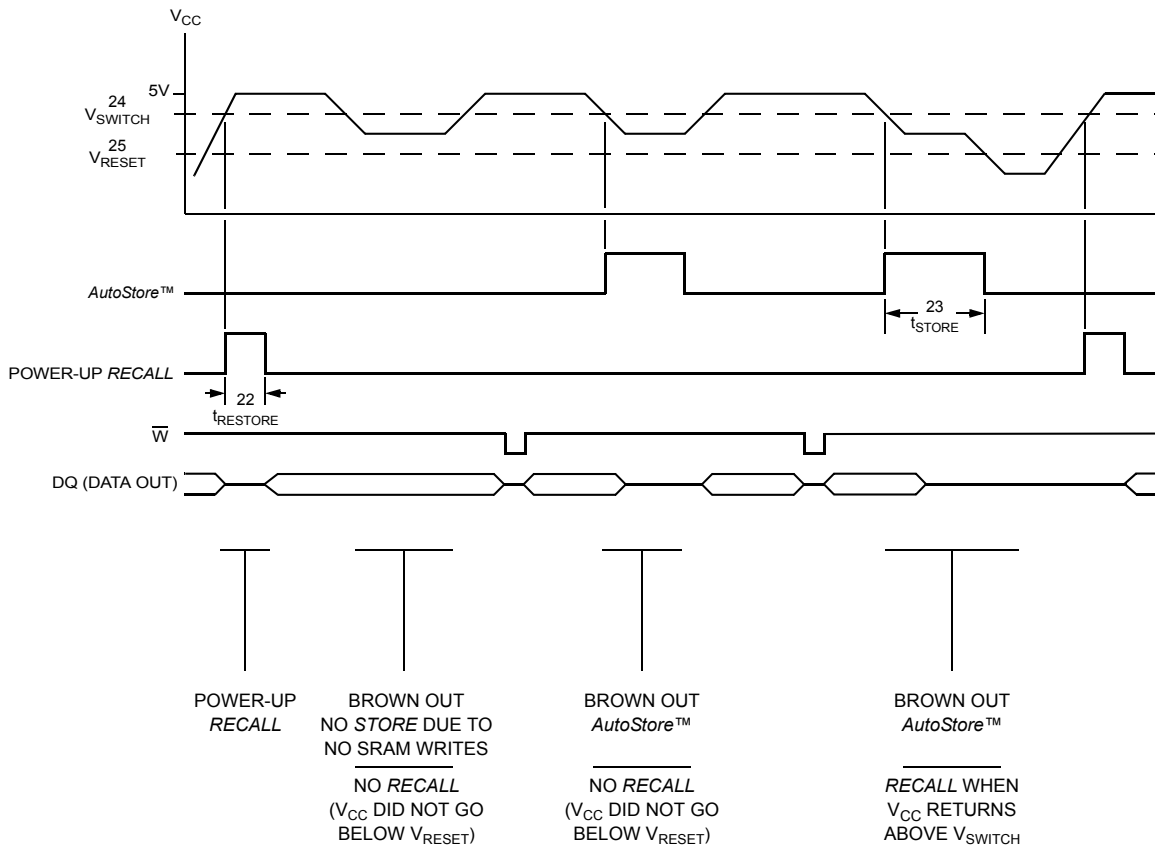 VCC
5V
24
VSWITCH
25
VRESET
AutoStore™
23
tSTORE
POWER-UP RECALL
22
tRESTORE
W
DQ (DATA OUT)
POWER-UP
RECALL
BROWN OUT
NO STORE DUE TO
NO SRAM WRITES
NO RECALL
(VCC DID NOT GO
BELOW VRESET)
BROWN OUT
AutoStore™
NO RECALL
(VCC DID NOT GO
BELOW VRESET)
BROWN OUT
AutoStore™
RECALL WHEN
VCC RETURNS
ABOVE VSWITCH